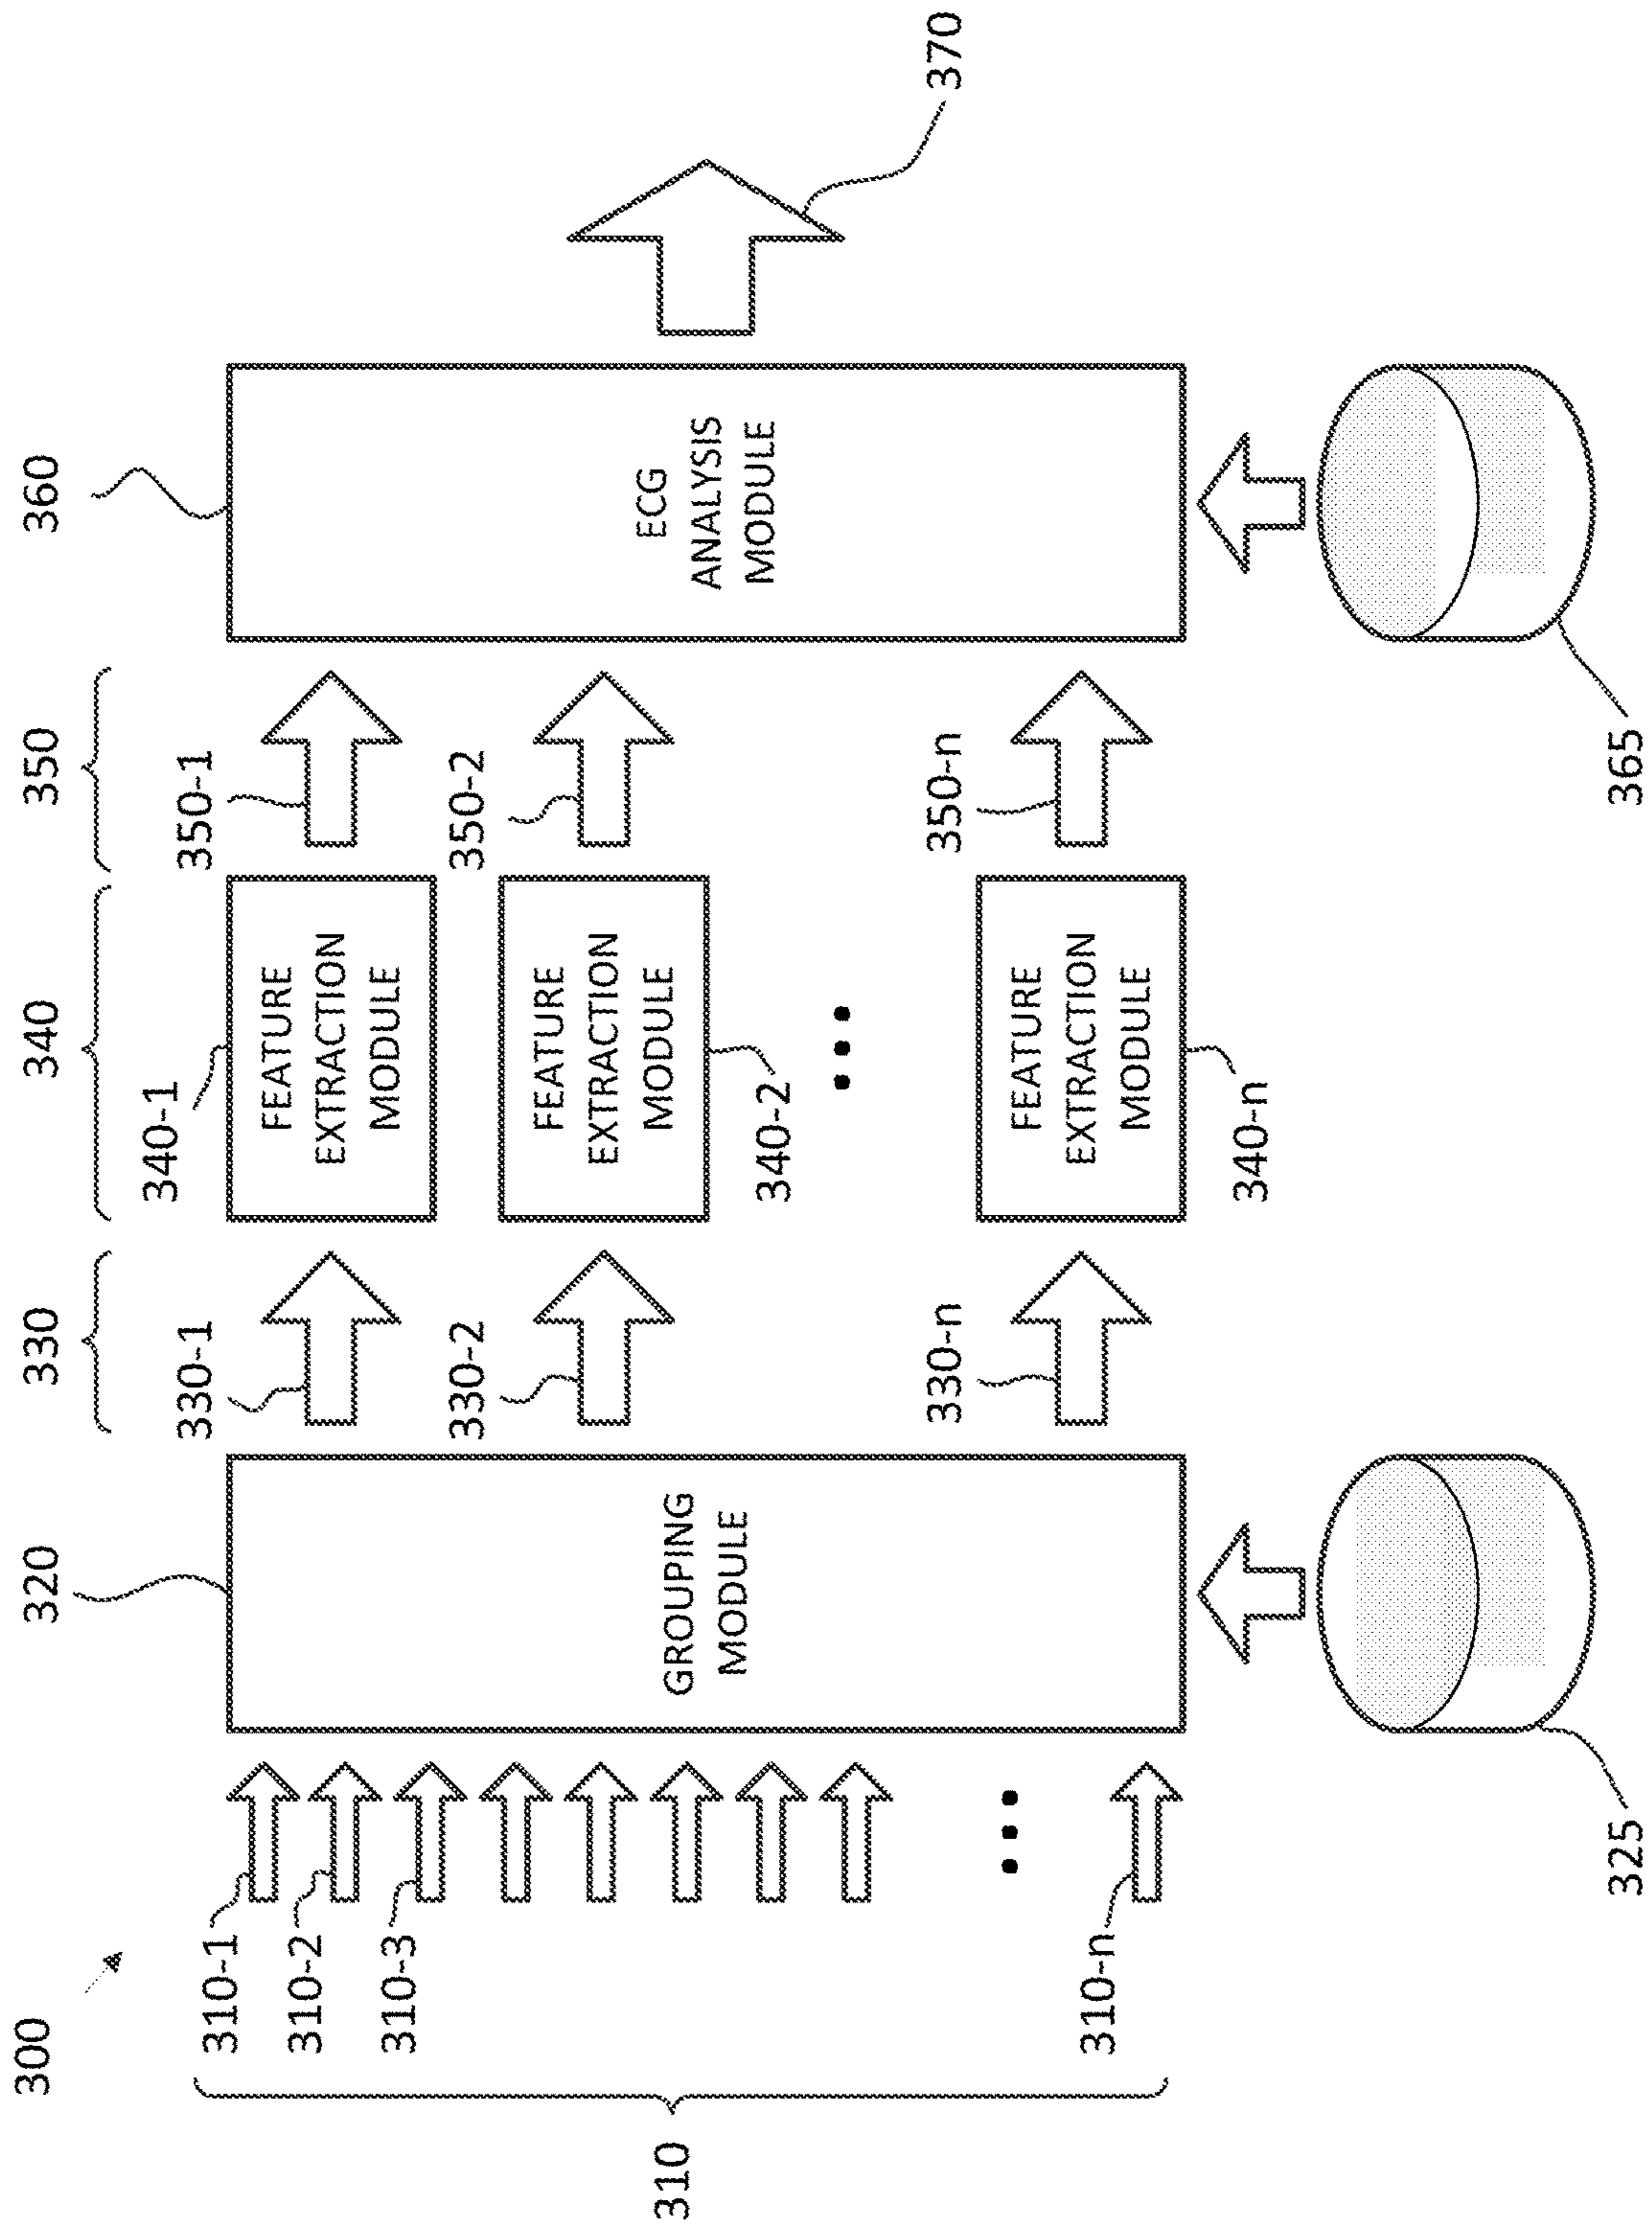 300
320
330
340
350
360
310
310-1
310-2
310-3
310-n
GROUPING
MODULE
330-1
330-2
330-n
340-1
FEATURE
EXTRACTION
MODULE
FEATURE
EXTRACTION
MODULE
340-2
FEATURE
EXTRACTION
MODULE
340-n
350-1
350-2
350-n
ECG
ANALYSIS
MODULE
370
325
365